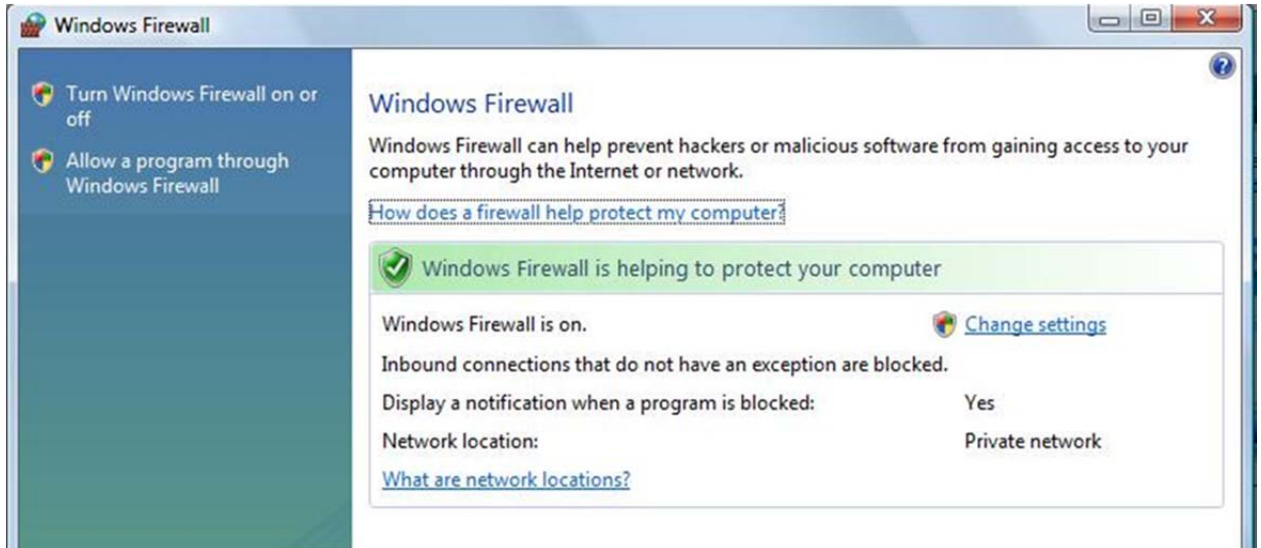 Windows Firewall
Turn Windows Firewall on or
off
Allow a program through
Windows Firewall
Windows Firewall
Windows Firewall can help prevent hackers or malicious software from gaining access to your
computer through the Internet or network.
How does a firewall help protect my computer?
Windows Firewall is helping to protect your computer
Windows Firewall is on.
Change settings
Inbound connections that do not have an exception are blocked.
Display a notification when a program is blocked: Yes
Network location: Private network
What are network locations?